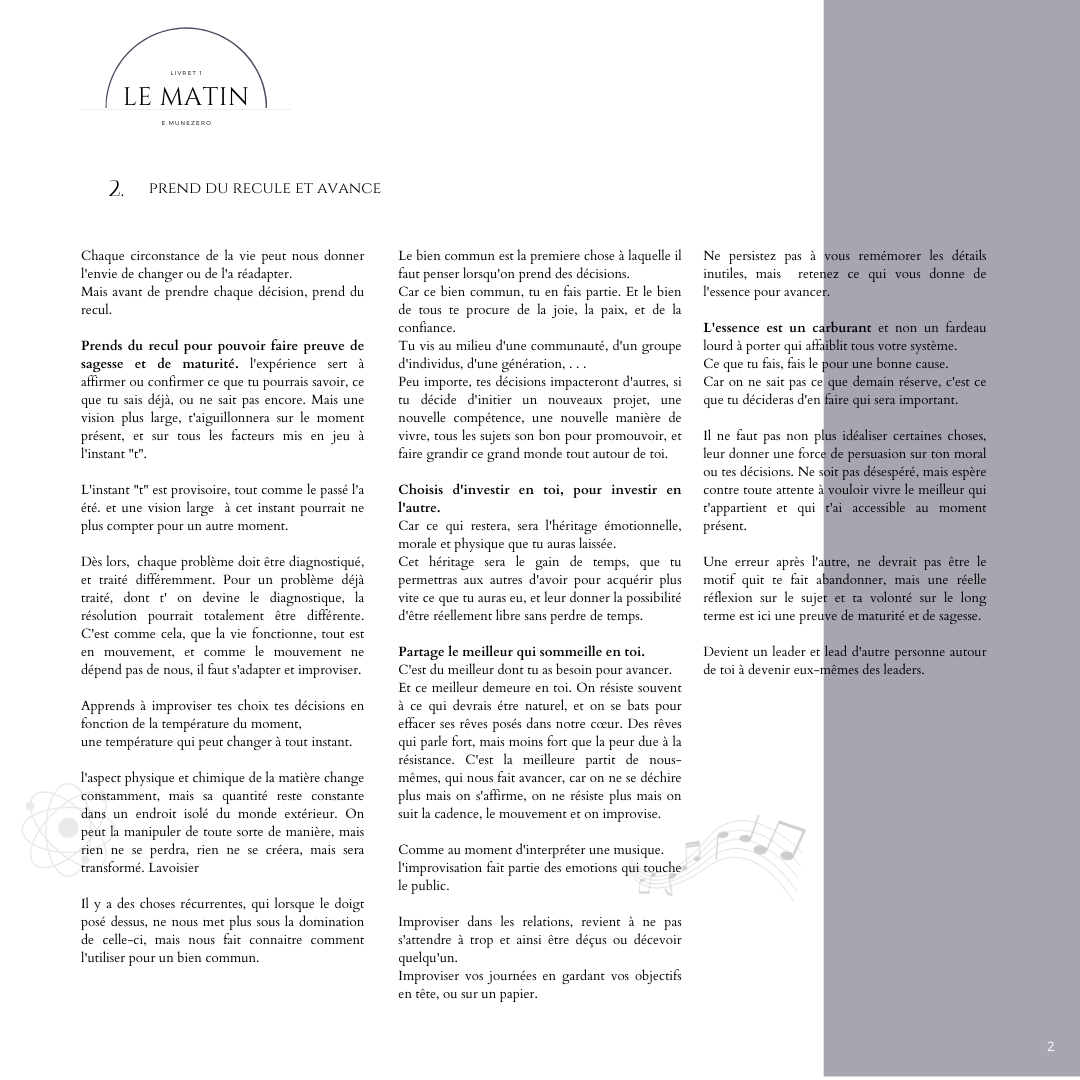 LIVRET 1
LE MATIN
E.MUNEZERO
2. PREND DU RECULE ET AVANCE
Chaque circonstance de la vie peut nous donner
l'envie de changer ou de l'a réadapter.
Mais avant de prendre chaque décision, prend du
recul.
Prends du recul pour pouvoir faire preuve de
sagesse et de maturité. l'expérience sert à
affirmer ou confirmer ce que tu pourrais savoir, ce
que tu sais déjà, ou ne sait pas encore. Mais une
vision plus large, t'aiguillonnera sur le moment
présent, et sur tous les facteurs mis en jeu à
l'instant "t".
L'instant "t" est provisoire, tout comme le passé l'a
été. et une vision large à cet instant pourrait ne
plus compter pour un autre moment.
Dès lors, chaque problème doit être diagnostiqué,
et traité différemment. Pour un problème déjà
traité, dont t' on devine le diagnostique, la
résolution pourrait totalement être différente.
C'est comme cela, que la vie fonctionne, tout est
en mouvement, et comme le mouvement ne
dépend pas de nous, il faut s'adapter et improviser.
Apprends à improviser tes choix tes décisions en
fonction de la température du moment,
une température qui peut changer à tout instant.
l'aspect physique et chimique de la matière change
constamment, mais sa quantité reste constante
dans un endroit isolé du monde extérieur. On
peut la manipuler de toute sorte de manière, mais
rien ne se perdra, rien ne se créera, mais sera
transformé. Lavoisier
Il y a des choses récurrentes, qui lorsque le doigt
posé dessus, ne nous met plus sous la domination
de celle-ci, mais nous fait connaitre comment
l'utiliser pour un bien commun.
Le bien commun est la premiere chose à laquelle il
faut penser lorsqu'on prend des décisions.
Car ce bien commun, tu en fais partie. Et le bien
de tous te procure de la joie, la paix, et de la
confiance.
Tu vis au milieu d'une communauté, d'un groupe
d'individus, d'une génération, . . .
Peu importe, tes décisions impacteront d'autres, si
tu décide d'initier un nouveaux projet, une
nouvelle compétence, une nouvelle manière de
vivre, tous les sujets son bon pour promouvoir, et
faire grandir ce grand monde tout autour de toi.
Choisis d'investir en toi, pour investir en
l'autre.
Car ce qui restera, sera l'héritage émotionnelle,
morale et physique que tu auras laissée.
Cet héritage sera le gain de temps, que tu
permettras aux autres d'avoir pour acquérir plus
vite ce que tu auras eu, et leur donner la possibilité
d'être réellement libre sans perdre de temps.
Partage le meilleur qui sommeille en toi.
C'est du meilleur dont tu as besoin pour avancer.
Et ce meilleur demeure en toi. On résiste souvent
à ce qui devrais étre naturel, et on se bats pour
effacer ses rêves posés dans notre cœur. Des rêves
qui parle fort, mais moins fort que la peur due à la
résistance. C'est la meilleure partit de nous-
mêmes, qui nous fait avancer, car on ne se déchire
plus mais on s'affirme, on ne résiste plus mais on
suit la cadence, le mouvement et on improvise.
Comme au moment d'interpréter une musique.
l'improvisation fait partie des emotions qui touche
le public.
Improviser dans les relations, revient à ne pas
s'attendre à trop et ainsi être déçus ou décevoir
quelqu'un.
Improviser vos journées en gardant vos objectifs
en tête, ou sur un papier.
Ne persistez pas à vous remémorer les détails
inutiles, mais retenez ce qui vous donne de
l'essence pour avancer.
L'essence est un carburant et non un fardeau
lourd à porter qui affaiblit tous votre système.
Ce que tu fais, fais le pour une bonne cause.
Car on ne sait pas ce que demain réserve, c'est ce
que tu décideras d'en faire qui sera important.
Il ne faut pas non plus idéaliser certaines choses,
leur donner une force de persuasion sur ton moral
ou tes décisions. Ne soit pas désespéré, mais espère
contre toute attente à vouloir vivre le meilleur qui
t'appartient et qui t'ai accessible au moment
présent.
Une erreur après l'autre, ne devrait pas être le
motif quit te fait abandonner, mais une réelle
réflexion sur le sujet et ta volonté sur le long
terme est ici une preuve de maturité et de sagesse.
Devient un leader et lead d'autre personne autour
de toi à devenir eux-mêmes des leaders.
2